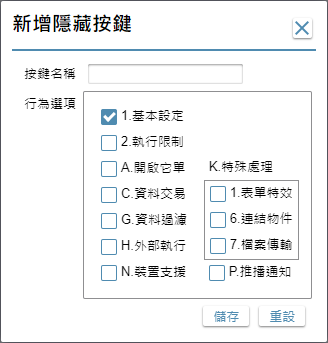 新增隱藏按鍵
按鍵名稱
行為選項
1.基本設定
2.執行限制
A.開啟它單 K.特殊處理
C.資料交易 1.表單特效
G.資料過濾 6.連結物件
H.外部執行 7.檔案傳輸
N.裝置支援 P.推播通知
儲存 重設